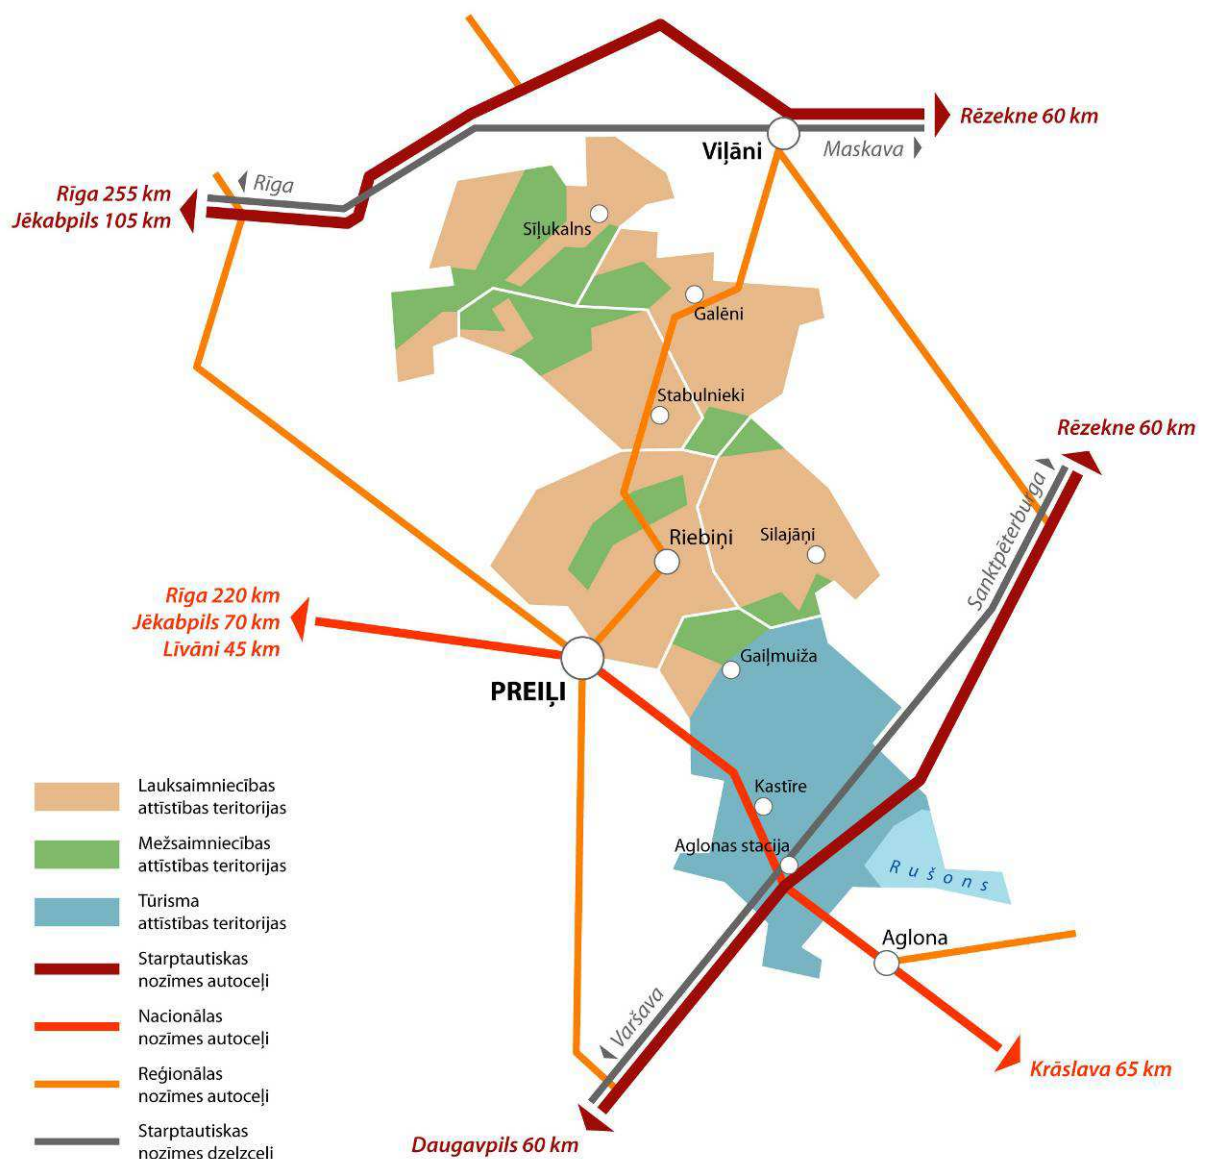 Rēzekne 60 km
Viļāni
Maskava
Rīga
Rīga 255 km
Jēkabpils 105 km
Sīļukalns
Galēni
Stabulnieki
Rēzekne 60 km
Sanktpēterburga
Riebiņi
Silajāņi
Rīga 220 km
Jēkabpils 70 km
Līvāni 45 km
Gaiļmuiža
PREIĻI
Kastīre
Aglonas stacija
Rušons
Aglona
Varšava
Krāslava 65 km
Daugavpils 60 km
Lauksaimniecības
attīstības teritorijas
Mežsaimniecības
attīstības teritorijas
Tūrisma
attīstības teritorijas
Starptautiskas
nozīmes autoceļi
Nacionālas
nozīmes autoceļi
Reģionālas
nozīmes autoceļi
Starptautiskas
nozīmes dzelzceļi